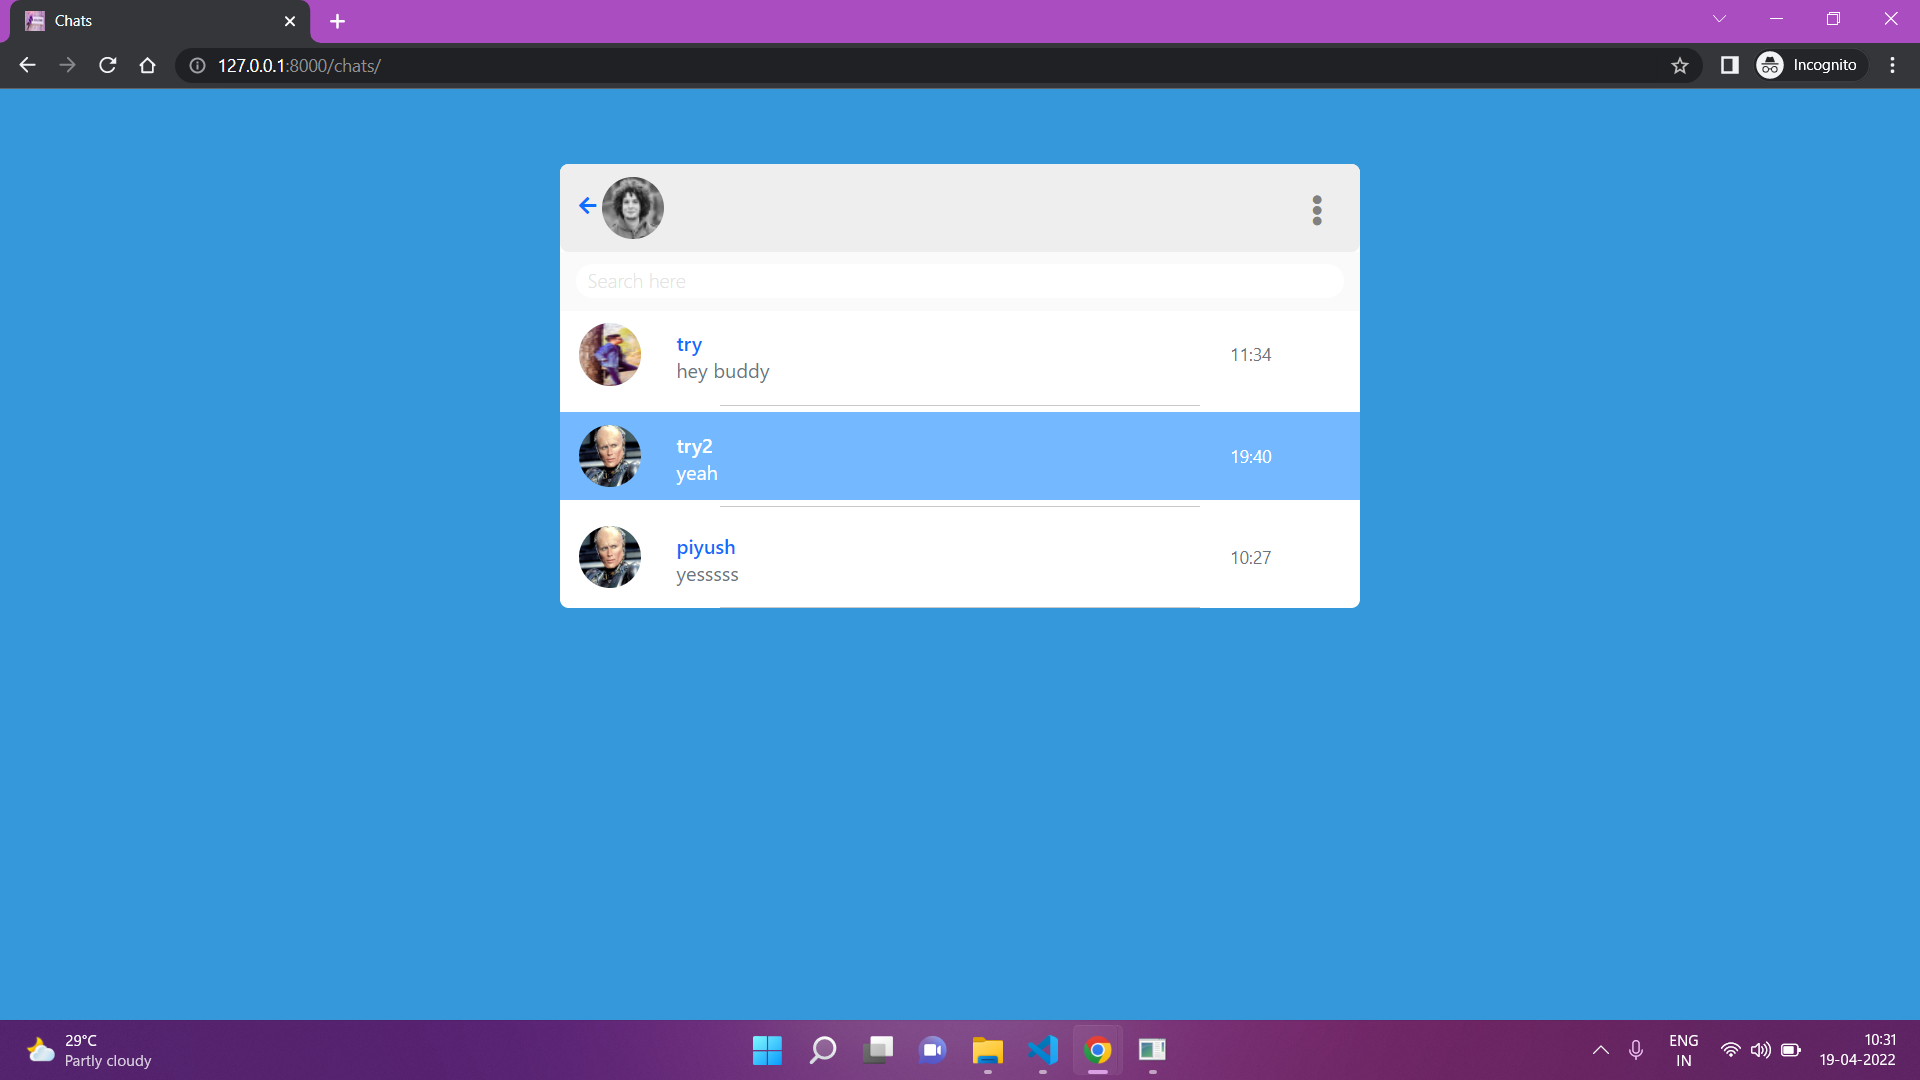 Chats
127.0.0.1:8000/chats/
Incognito
Search here
try
hey buddy
11:34
try2
yeah
19:40
piyush
yesssss
10:27
29°C
Partly cloudy
ENG
IN
10:31
19-04-2022